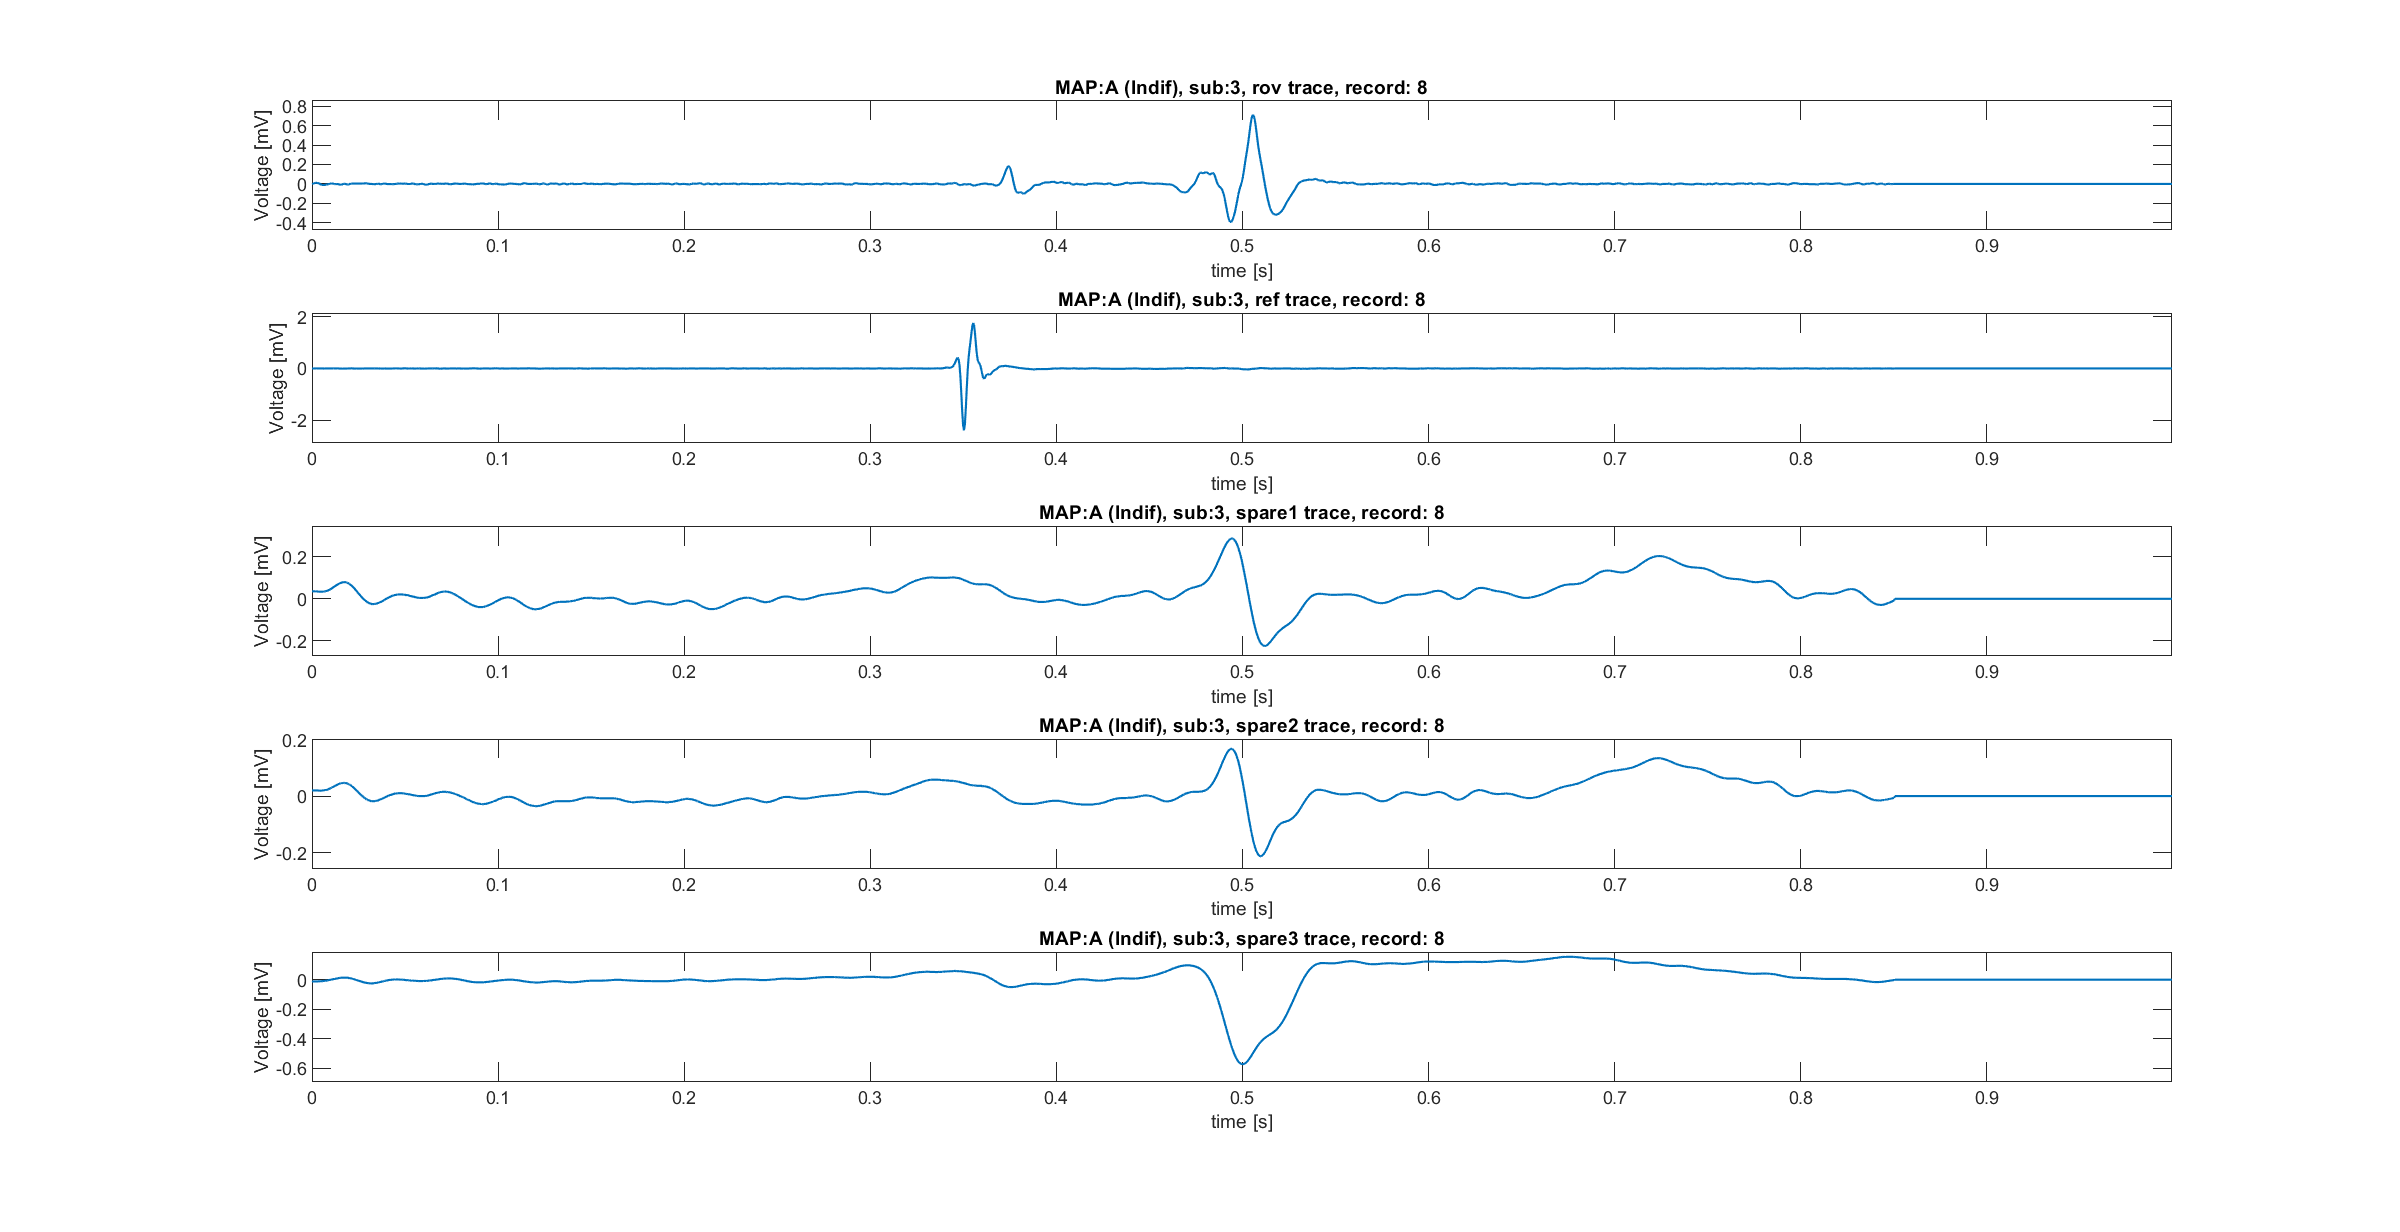 MAP:A (Indif), sub:3, rov trace, record: 8
Voltage [mV]
0.8
0.6
0.4
0.2
0
-0.2
-0.4
0 0.1 0.2 0.3 0.4 0.5 0.6 0.7 0.8 0.9
time [s]
MAP:A (Indif), sub:3, ref trace, record: 8
Voltage [mV]
2
0
-2
0 0.1 0.2 0.3 0.4 0.5 0.6 0.7 0.8 0.9
time [s]
MAP:A (Indif), sub:3, spare1 trace, record: 8
Voltage [mV]
0.2
0
-0.2
0 0.1 0.2 0.3 0.4 0.5 0.6 0.7 0.8 0.9
time [s]
MAP:A (Indif), sub:3, spare2 trace, record: 8
Voltage [mV]
0.2
0
-0.2
0 0.1 0.2 0.3 0.4 0.5 0.6 0.7 0.8 0.9
time [s]
MAP:A (Indif), sub:3, spare3 trace, record: 8
Voltage [mV]
0
-0.2
-0.4
-0.6
0 0.1 0.2 0.3 0.4 0.5 0.6 0.7 0.8 0.9
time [s]